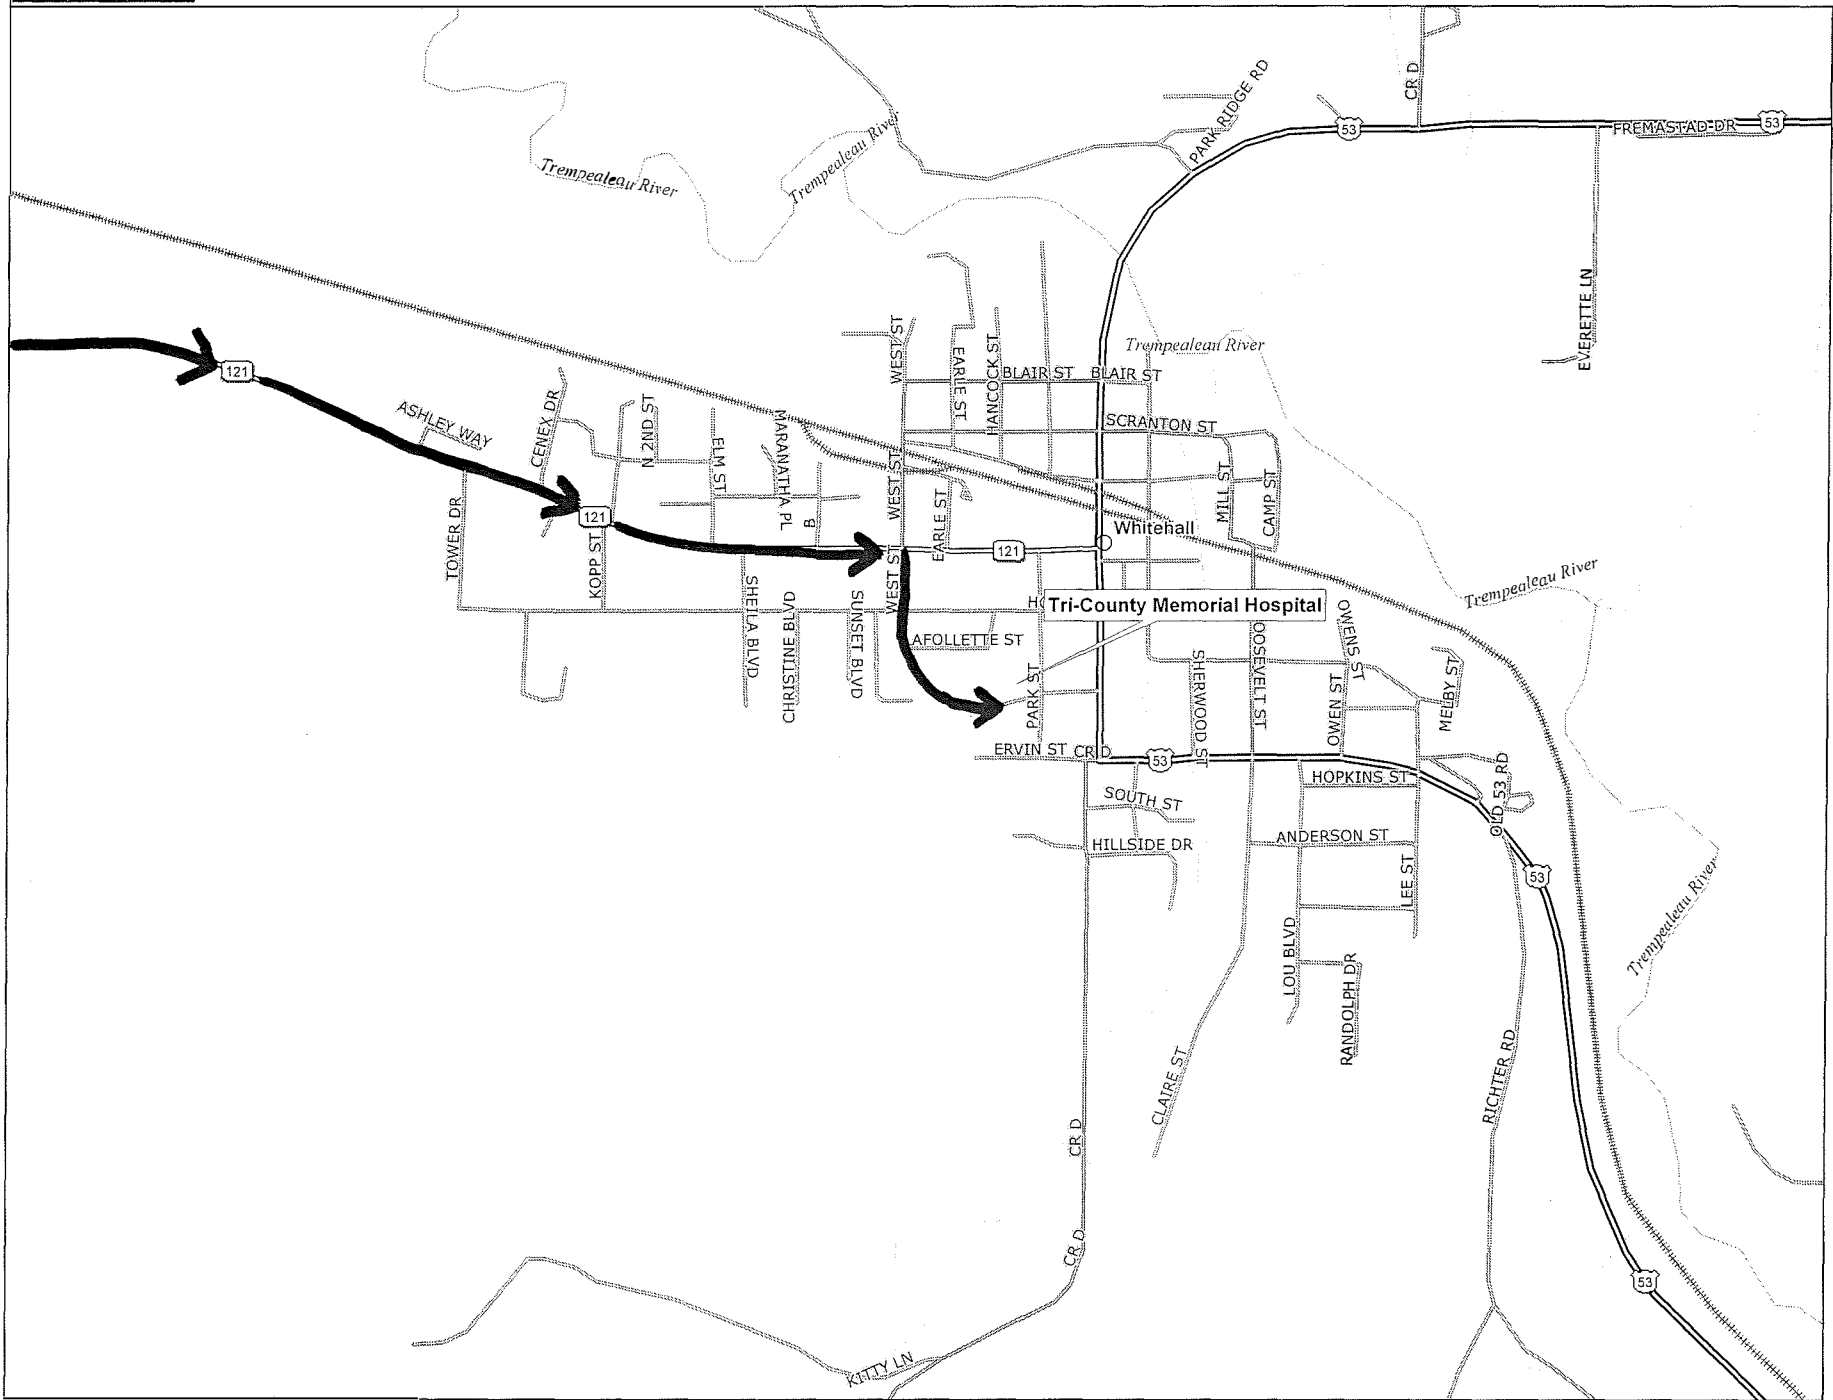 CR D
PARK RIDGE RD
53
FREMASTAD DR
53
Trempealeau River
Trempealeau River
EVERETTE LN
Trempealeau River
WEST ST
EARLE ST
HANCOCK ST
BLAIR ST
BLAIR ST
121
ASHLEY WAY
CENEX DR
N 2ND ST
ELM ST
MARANATHA PL
SCRANTON ST
WEST ST
EARLE ST
MILL ST
CAMP ST
121
B
Whitehall
TOWER DR
KOPP ST
121
WEST ST
Trempealeau River
SHEILA BLVD
CHRISTINE BLVD
SUNSET BLVD
HO
Tri-County Memorial Hospital
AFOLLETTE ST
OWENS ST
PARK ST
SHERWOOD ST
OOSEVELT ST
OWEN ST
MELBY ST
ERVIN ST
CR D
53
HOPKINS ST
OLD 53 RD
SOUTH ST
HILLSIDE DR
ANDERSON ST
LEE ST
53
Trempealeau River
LOU BLVD
RANDOLPH DR
CLAIRE ST
RICHTER RD
CR D
CR D
53
KITTY LN